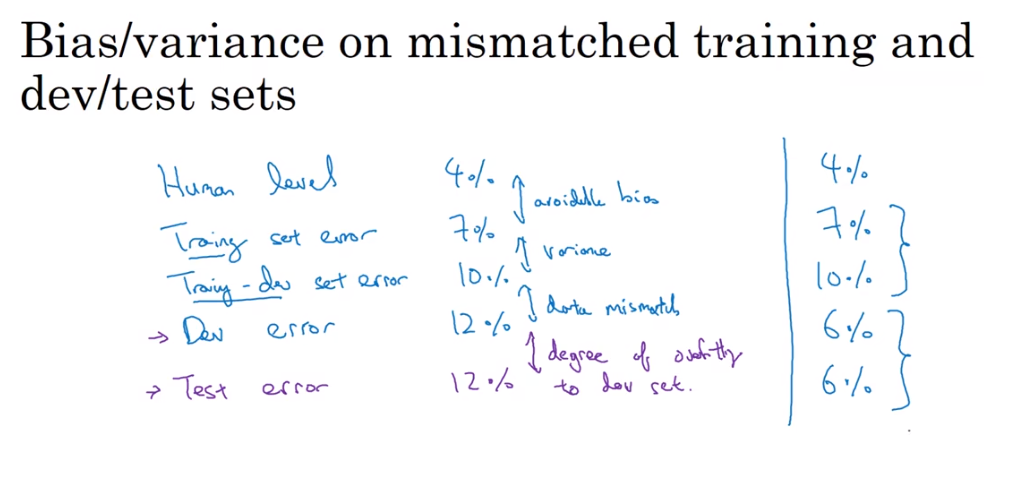 Bias/variance on mismatched training and
dev/test sets
Human level 4% 4%
avoidable bias
Training set error 7% 7%
variance
Training-dev set error 10% 10%
data mismatch
→ Dev error 12% 6%
degree of overfitting
→ Test error 12% to dev set. 6%